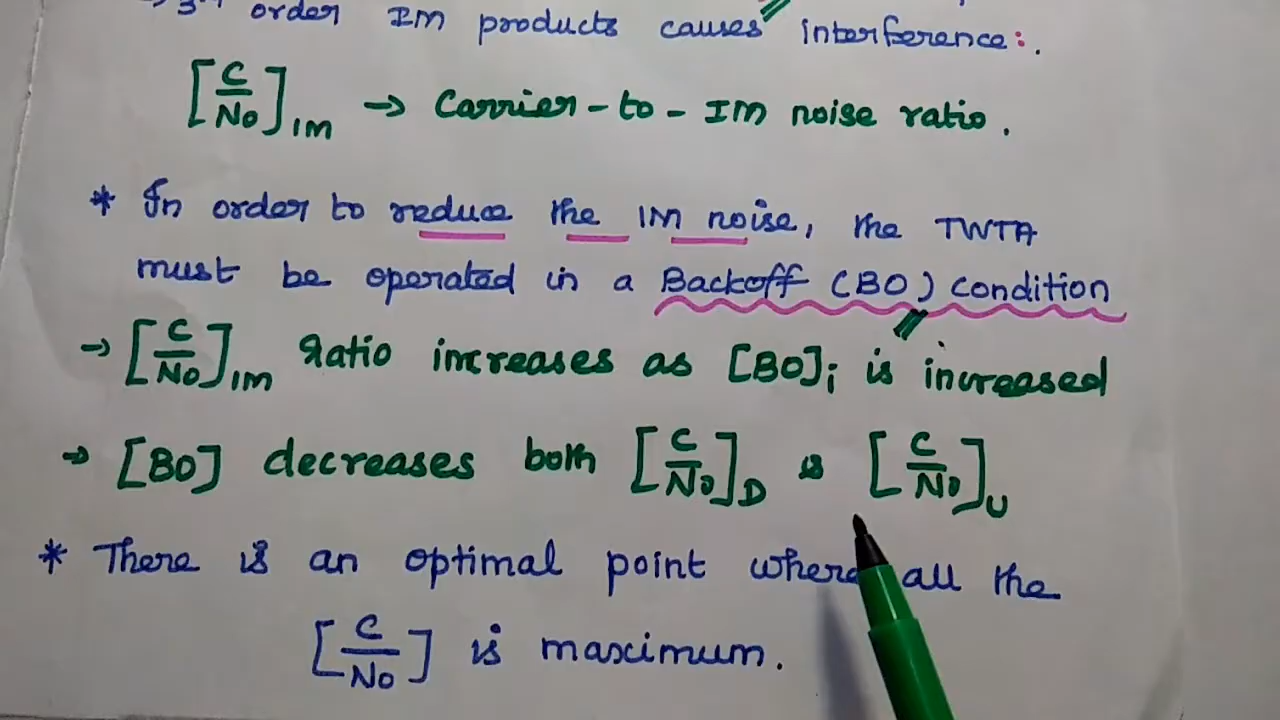 → 3rd order IM products causes interference:.
[C/No]IM → Carrier-to-IM noise ratio.
* In order to reduce the IM noise, the TWTA
must be operated in a Backoff (BO) condition
→ [C/No]IM ratio increases as [BO]i is increased
→ [BO] decreases both [C/No]D is [C/No]U
* There is an optimal point where all the
[C/No] is maximum.